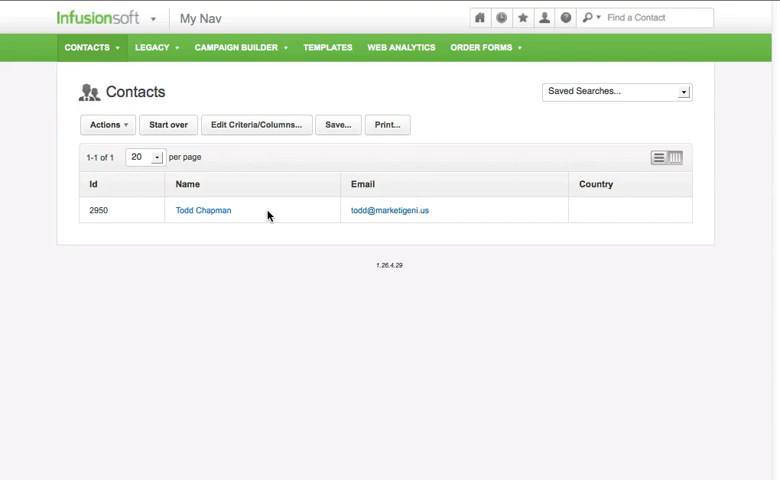 Infusionsoft My Nav Find a Contact
CONTACTS LEGACY CAMPAIGN BUILDER TEMPLATES WEB ANALYTICS ORDER FORMS
Contacts Saved Searches...
Actions Start over Edit Criteria/Columns... Save... Print...
1-1 of 1 20 per page
Id Name Email Country
2950 Todd Chapman todd@marketigeni.us
1.26.4.29